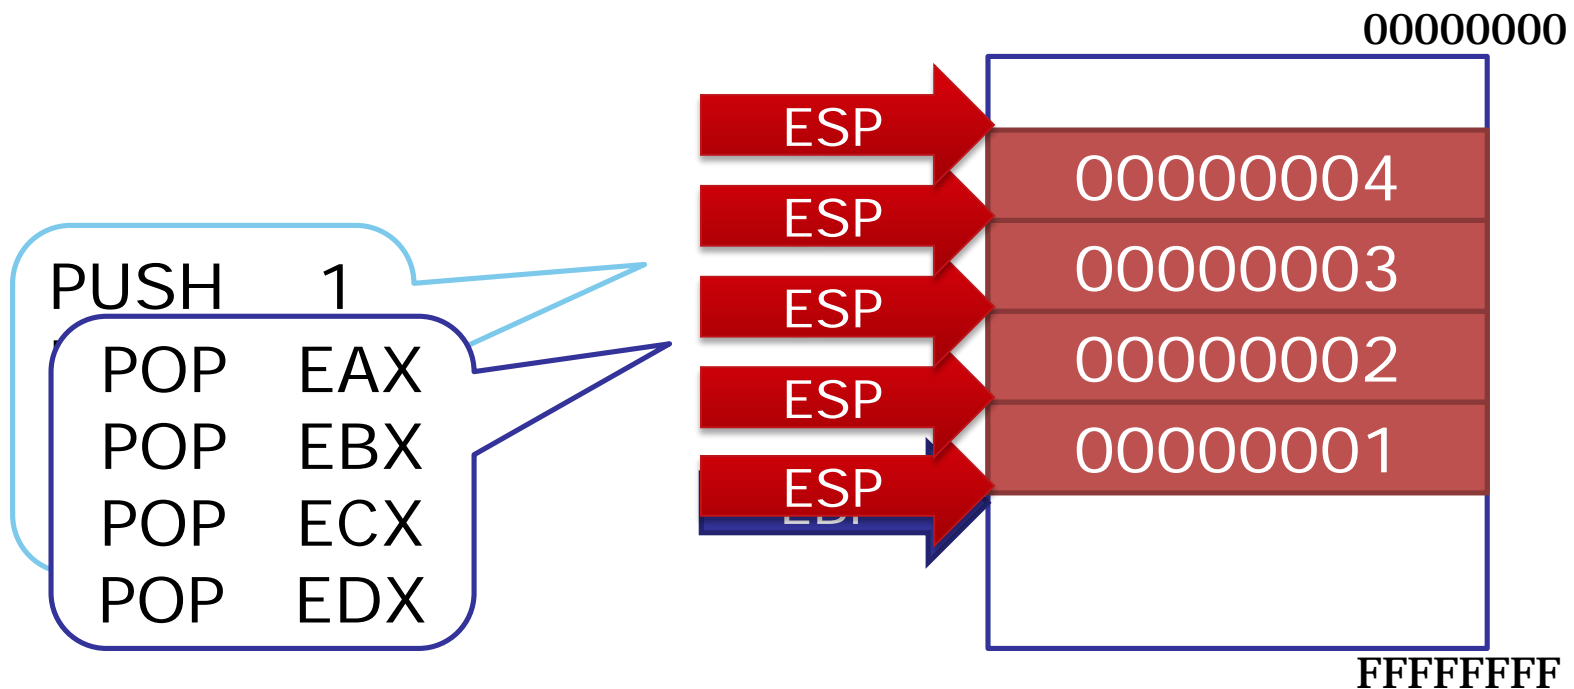 00000000
ESP
00000004
ESP
00000003
PUSH 1
ESP
00000002
POP EAX
ESP
00000001
POP EBX
ESP
POP ECX
POP EDX
FFFFFFFF